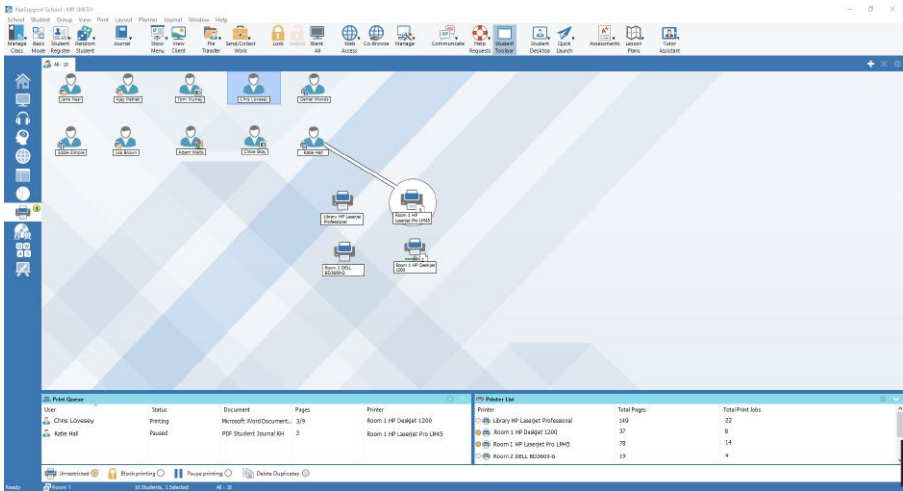 NetSupport School : MR SMITH
School Student Group View Print Layout Planner Journal Window Help
Manage Class
Basic Mode
Student Register
Random Student
Journal
Show Menu
View Client
File Transfer
Send/Collect Work
Lock
Unlock
Blank All
Web Access
Co-Browse
Manage
Communicate
Help Requests
Student Toolbar
Student Desktop
Quick Launch
Assessments
Lesson Plans
Tutor Assistant
All : 10
Jane Neal
Ajay Pathak
Tom Murray
Chris Lovesey
Daniel Woods
Eddie Elmore
Lisa Brown
Adam Watts
Chloe Bray
Katie Hall
Library HP Laserjet
Professional
Room 1 HP
Laserjet Pro LM45
Room 2 DELL
BD3603-G
Room 1 HP Deskjet
1200
Print Queue
User Status Document Pages Printer
Chris Lovesey Printing Microsoft Word Document... 3/9 Room 1 HP Deskjet 1200
Katie Hall Paused PDF Student Journal KH 3 Room 1 HP Laserjet Pro LM45
Printer List
Printer Total Pages Total Print Jobs
Library HP Laserjet Professional 149 22
Room 1 HP Deskjet 1200 37 8
Room 1 HP Laserjet Pro LM45 78 14
Room 2 DELL BD3603-G 19 4
Unrestricted Block printing Pause printing Delete Duplicates
Ready Room 1 10 Students, 1 Selected All : 10